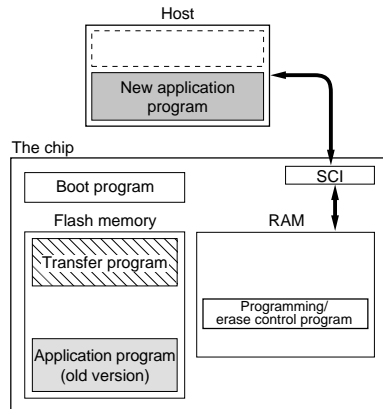 Host
New application
program
The chip
SCI
Boot program
Flash memory
RAM
Transfer program
Programming/
erase control program
Application program
(old version)